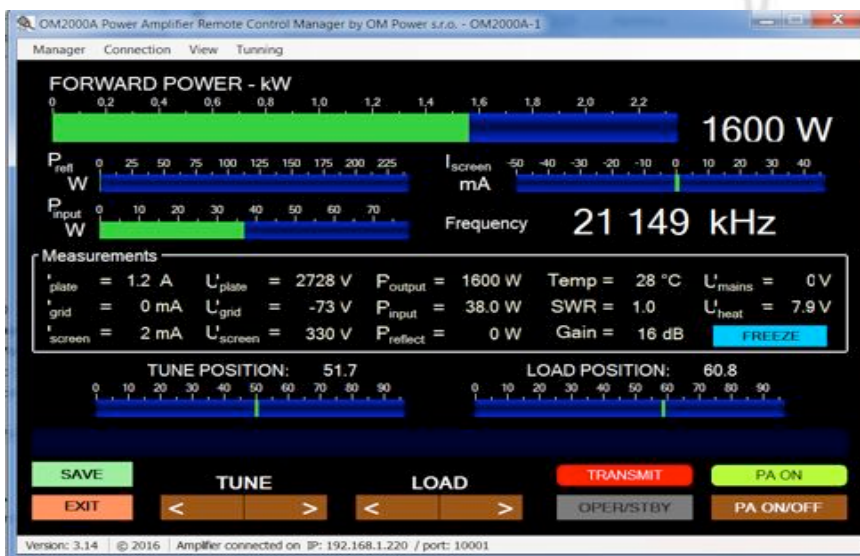 OM2000A Power Amplifier Remote Control Manager by OM Power s.r.o. - OM2000A-1
Manager Connection View Tunning
FORWARD POWER - kW
0 0,2 0,4 0,6 0,8 1,0 1,2 1,4 1,6 1,8 2,0 2,2
1600 W
Prefl W 0 25 50 75 100 125 150 175 200 225
Iscreen mA -50 -40 -30 -20 -10 0 10 20 30 40
Pinput W 0 10 20 30 40 50 60 70
Frequency 21 149 kHz
Measurements
plate = 1.2 A Uplate = 2728 V Poutput = 1600 W Temp = 28 °C Umains = 0 V
grid = 0 mA Ugrid = -73 V Pinput = 38.0 W SWR = 1.0 Uheat = 7.9 V
screen = 2 mA Uscreen = 330 V Preflect = 0 W Gain = 16 dB FREEZE
TUNE POSITION: 51.7 LOAD POSITION: 60.8
0 10 20 30 40 50 60 70 80 90 0 10 20 30 40 50 60 70 80 90
SAVE TUNE LOAD TRANSMIT PA ON
EXIT < > < > OPER/STBY PA ON/OFF
Version: 3.14 © 2016 Amplifier connected on IP: 192.168.1.220 / port: 10001